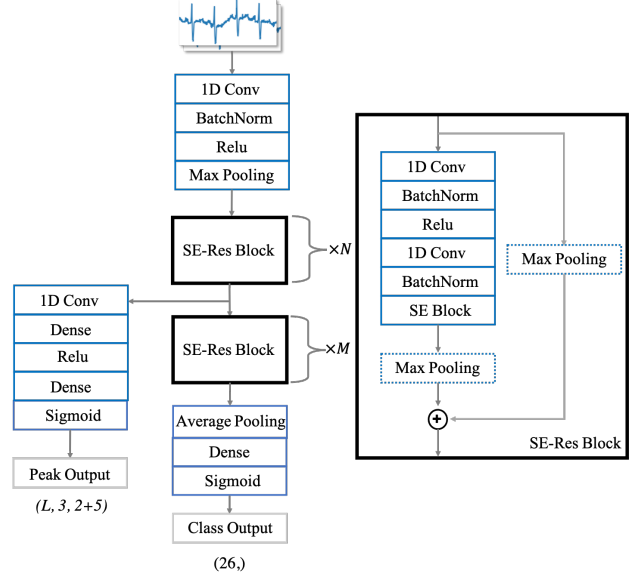 1D Conv
BatchNorm
Relu
Max Pooling
SE-Res Block
×N
SE-Res Block
×M
Average Pooling
Dense
Sigmoid
Class Output
(26,)
1D Conv
Dense
Relu
Dense
Sigmoid
Peak Output
(L, 3, 2+5)
1D Conv
BatchNorm
Relu
1D Conv
BatchNorm
SE Block
Max Pooling
Max Pooling
+
SE-Res Block